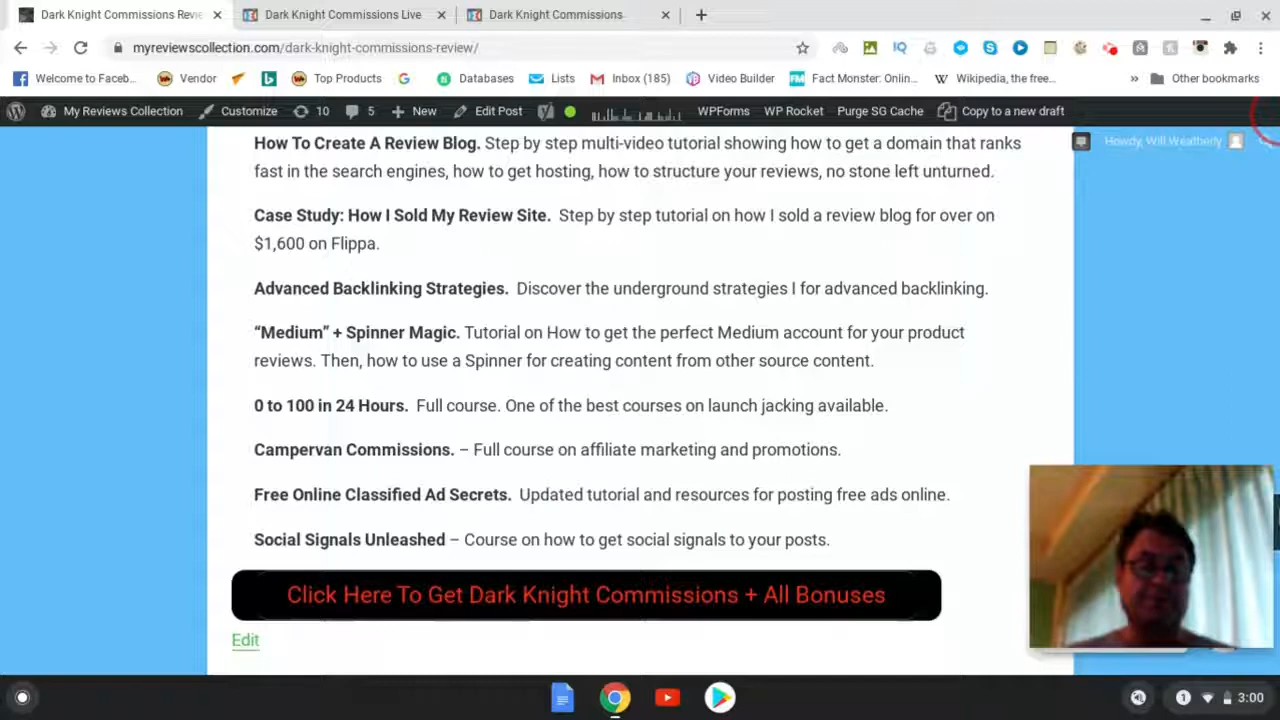 Dark Knight Commissions Revie
Dark Knight Commissions Live
Dark Knight Commissions
myreviewscollection.com/dark-knight-commissions-review/
Welcome to Faceb...
Vendor
Top Products
Databases
Lists
Inbox (185)
Video Builder
Fact Monster: Onlin...
Wikipedia, the free...
»
Other bookmarks
My Reviews Collection
Customize
10
5
New
Edit Post
WPForms
WP Rocket
Purge SG Cache
Copy to a new draft
Howdy, Will Weatherly
How To Create A Review Blog. Step by step multi-video tutorial showing how to get a domain that ranks
fast in the search engines, how to get hosting, how to structure your reviews, no stone left unturned.
Case Study: How I Sold My Review Site. Step by step tutorial on how I sold a review blog for over on
$1,600 on Flippa.
Advanced Backlinking Strategies. Discover the underground strategies I for advanced backlinking.
“Medium” + Spinner Magic. Tutorial on How to get the perfect Medium account for your product
reviews. Then, how to use a Spinner for creating content from other source content.
0 to 100 in 24 Hours. Full course. One of the best courses on launch jacking available.
Campervan Commissions. – Full course on affiliate marketing and promotions.
Free Online Classified Ad Secrets. Updated tutorial and resources for posting free ads online.
Social Signals Unleashed – Course on how to get social signals to your posts.
Click Here To Get Dark Knight Commissions + All Bonuses
Edit
1
3:00